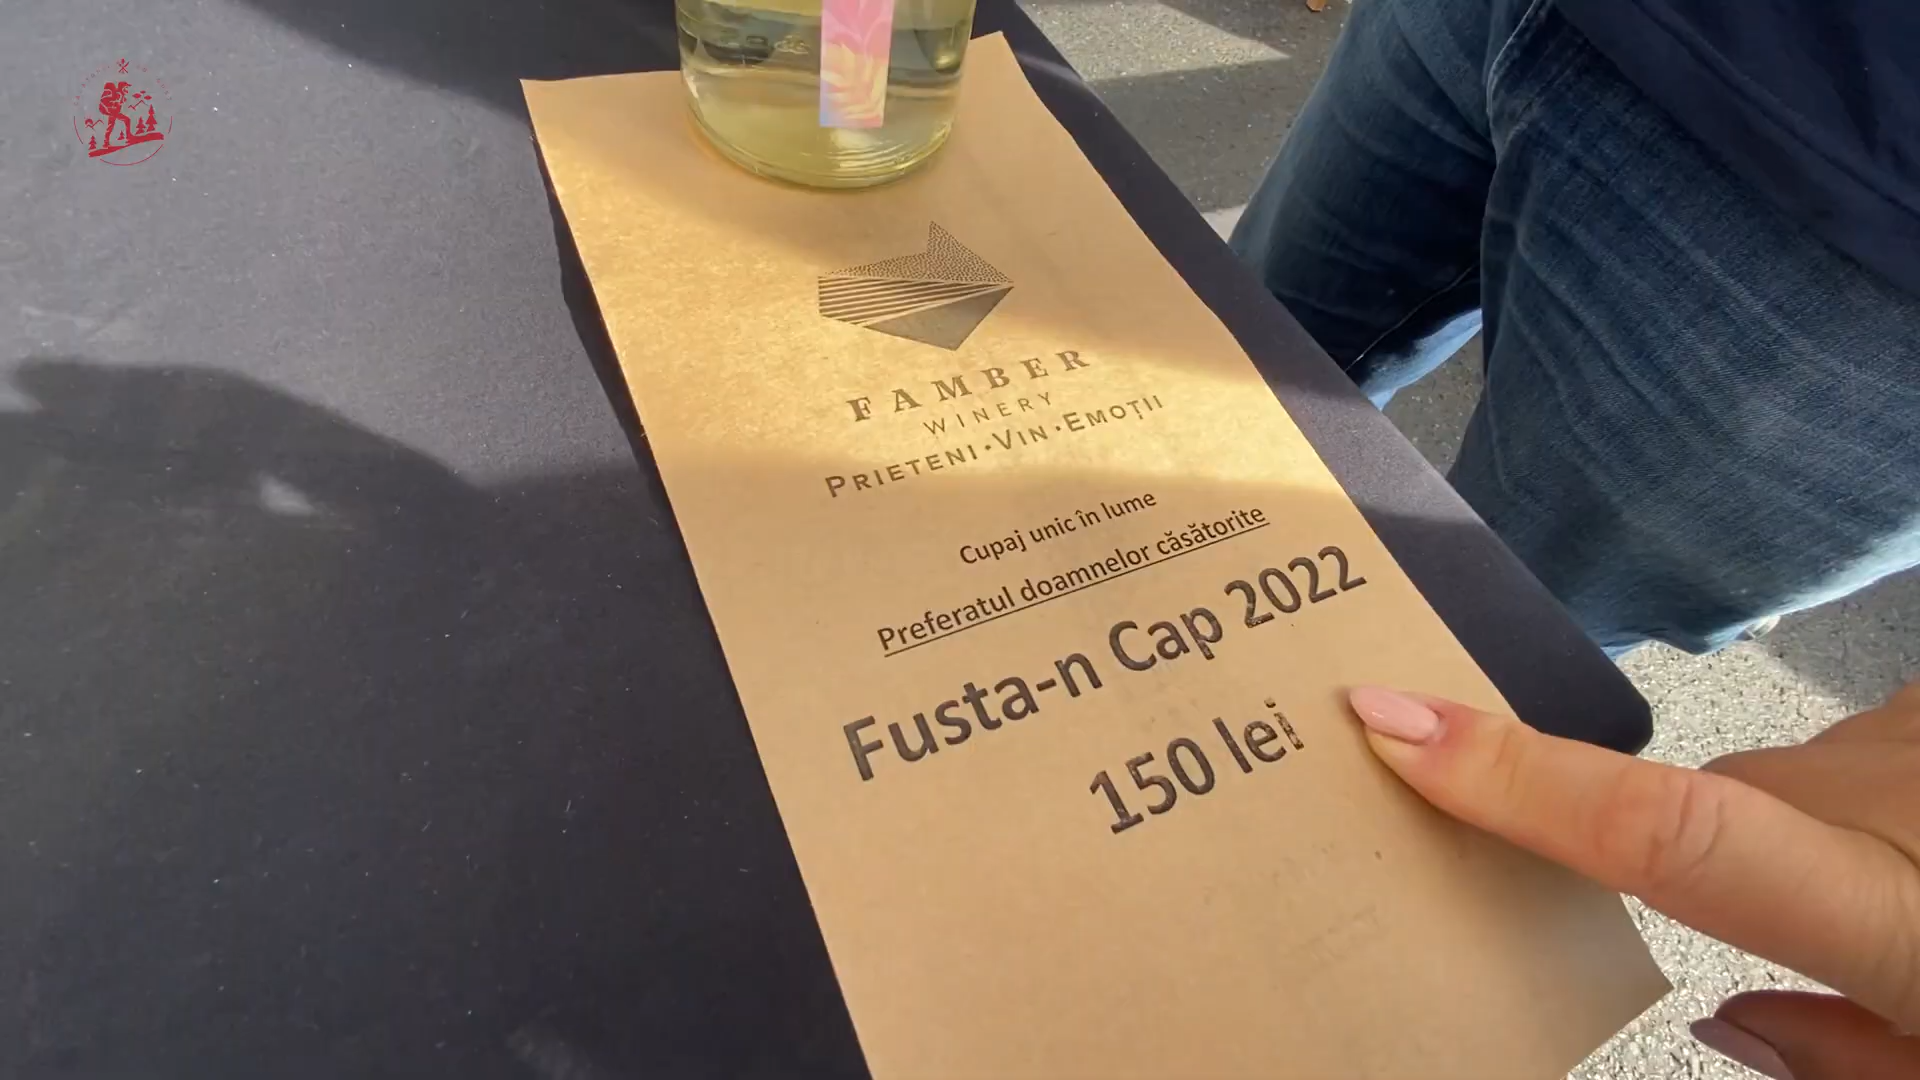 FAMBER
WINERY
PRIETENI·VIN·EMOȚII
Cupaj unic în lume
Preferatul doamnelor căsătorite
Fusta-n Cap 2022
150 lei